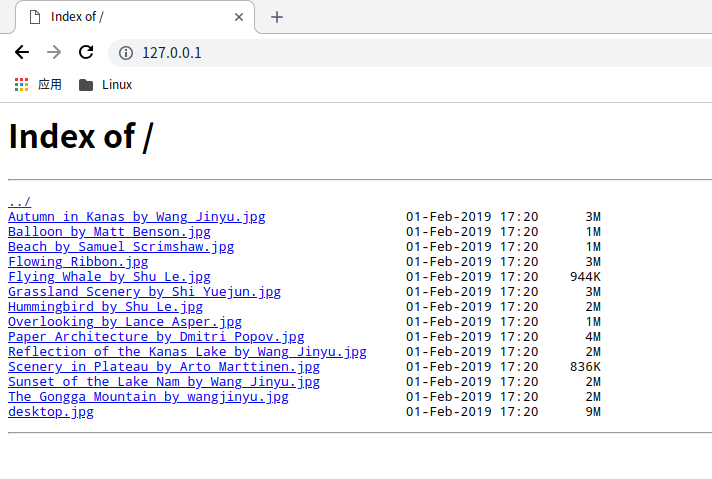 Index of /
127.0.0.1
应用 Linux
Index of /
../
Autumn in Kanas by Wang Jinyu.jpg 01-Feb-2019 17:20 3M
Balloon by Matt Benson.jpg 01-Feb-2019 17:20 1M
Beach by Samuel Scrimshaw.jpg 01-Feb-2019 17:20 1M
Flowing Ribbon.jpg 01-Feb-2019 17:20 3M
Flying Whale by Shu Le.jpg 01-Feb-2019 17:20 944K
Grassland Scenery by Shi Yuejun.jpg 01-Feb-2019 17:20 3M
Hummingbird by Shu Le.jpg 01-Feb-2019 17:20 2M
Overlooking by Lance Asper.jpg 01-Feb-2019 17:20 1M
Paper Architecture by Dmitri Popov.jpg 01-Feb-2019 17:20 4M
Reflection of the Kanas Lake by Wang Jinyu.jpg 01-Feb-2019 17:20 2M
Scenery in Plateau by Arto Marttinen.jpg 01-Feb-2019 17:20 836K
Sunset of the Lake Nam by Wang Jinyu.jpg 01-Feb-2019 17:20 2M
The Gongga Mountain by wangjinyu.jpg 01-Feb-2019 17:20 2M
desktop.jpg 01-Feb-2019 17:20 9M